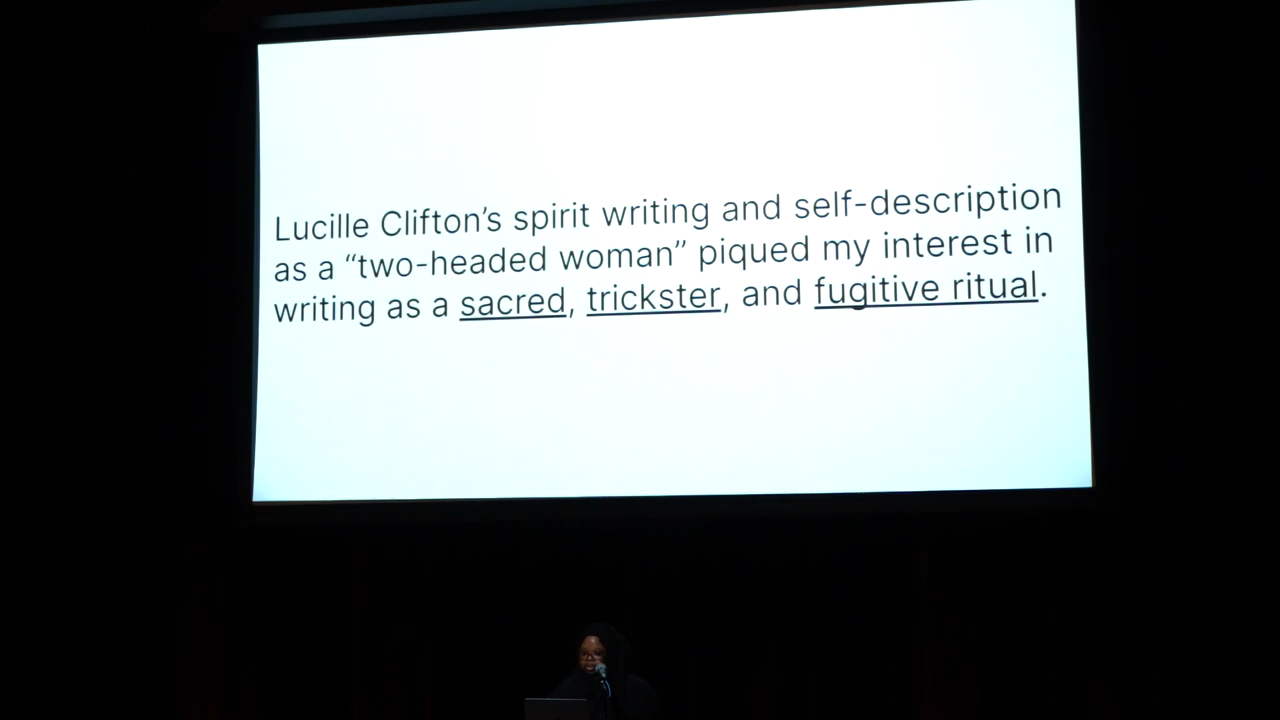 Lucille Clifton’s spirit writing and self-description
as a “two-headed woman” piqued my interest in
writing as a sacred, trickster, and fugitive ritual.